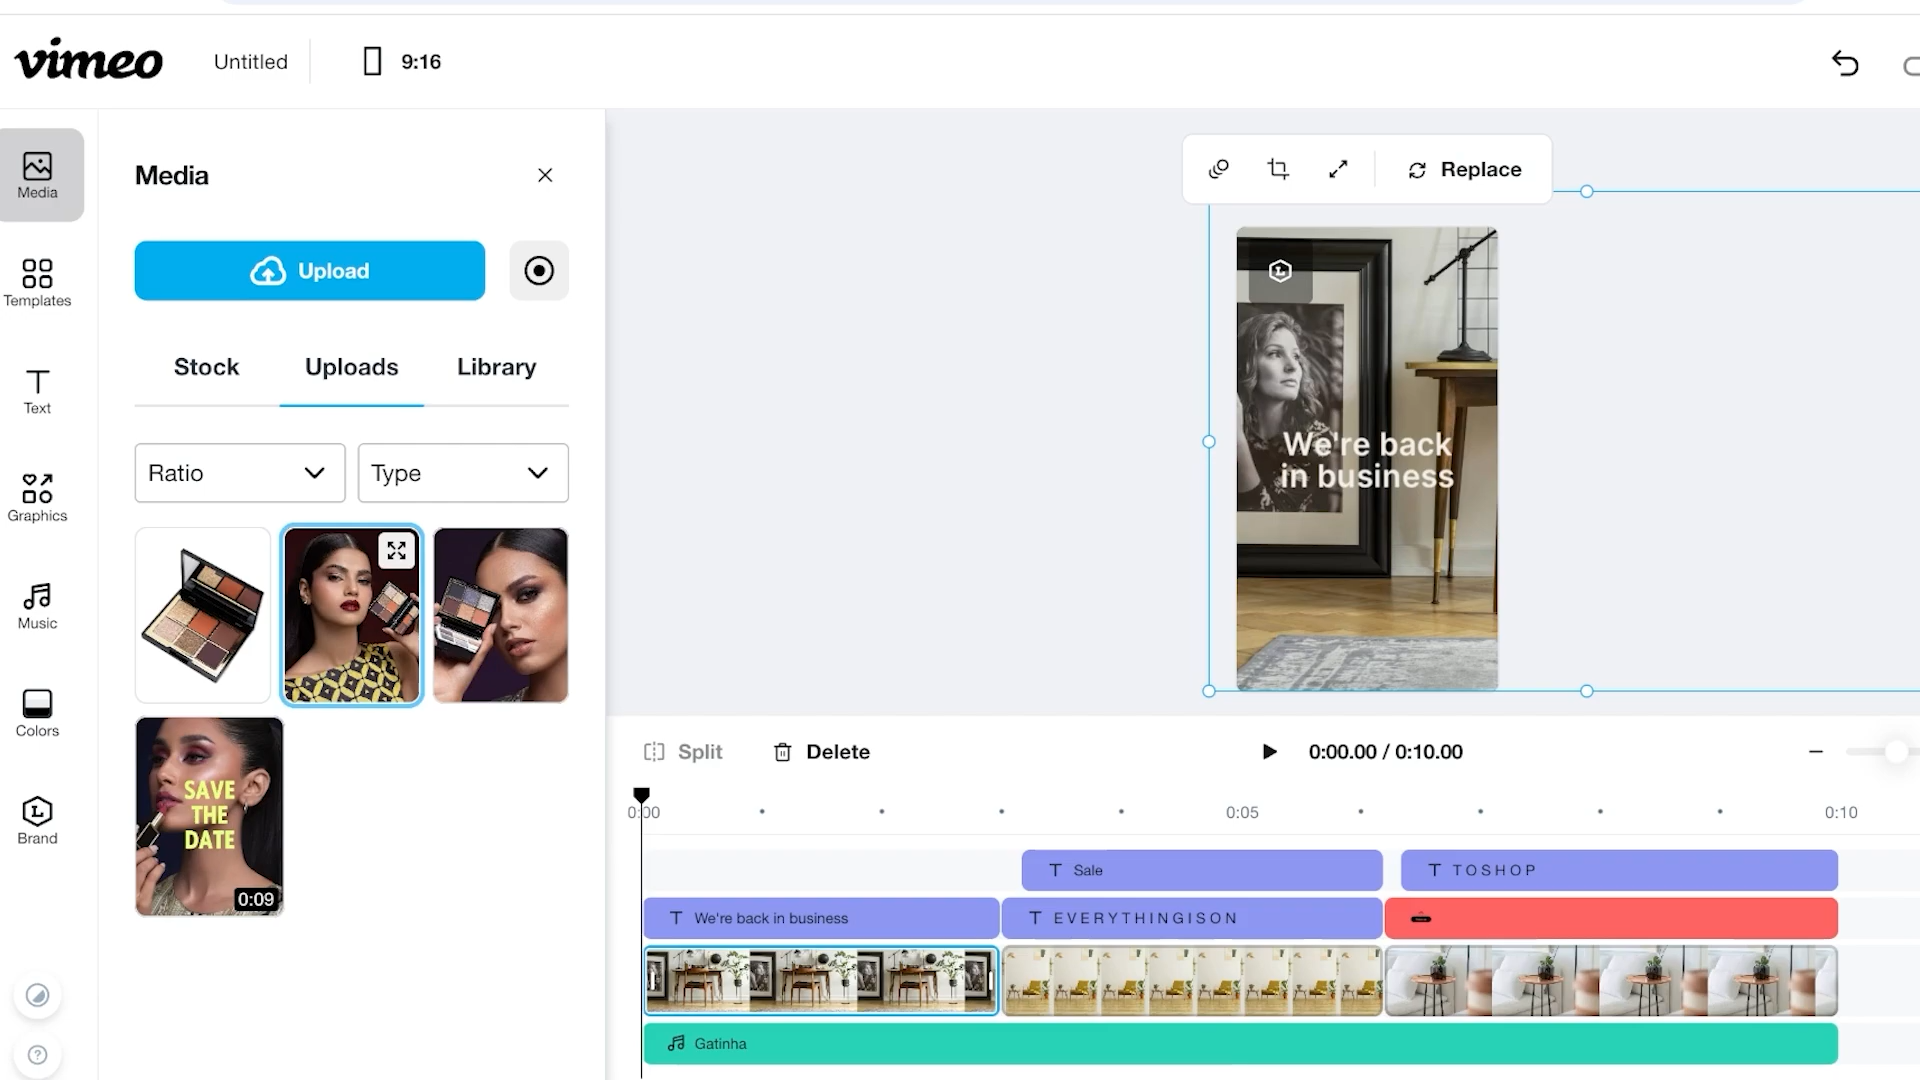 vimeo
Untitled
9:16
Media
Templates
Text
Graphics
Music
Colors
Brand
Media
Upload
Stock
Uploads
Library
Ratio
Type
SAVE
THE
DATE
0:09
Replace
L
We're back
in business
Split
Delete
0:00.00 / 0:10.00
0:00
0:05
0:10
Sale
TOSHOP
We're back in business
EVERYTHINGISON
Gatinha